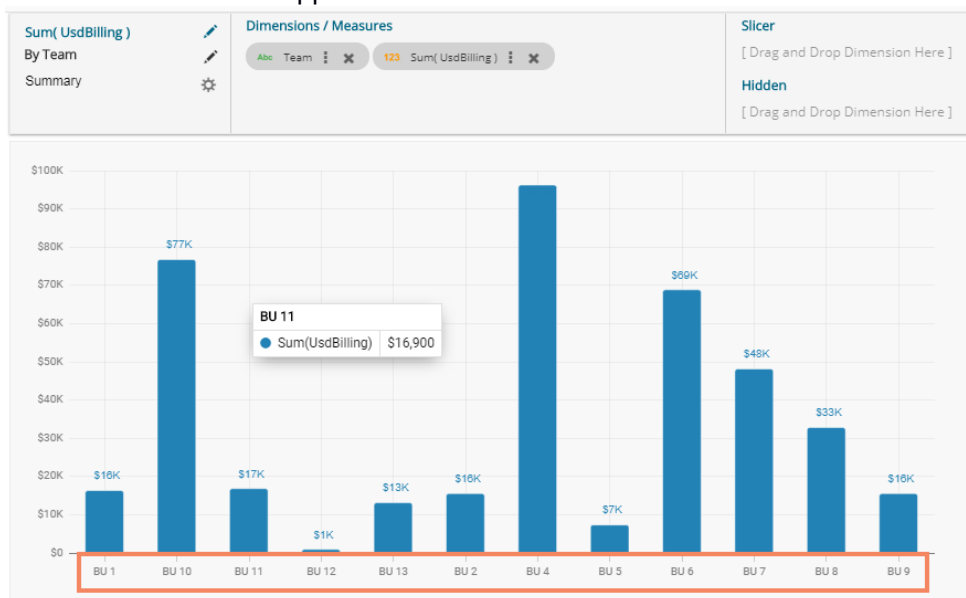 Sum( UsdBilling )
By Team
Summary
Dimensions / Measures
Abc Team
123 Sum( UsdBilling )
Slicer
[ Drag and Drop Dimension Here ]
Hidden
[ Drag and Drop Dimension Here ]
$100K
$90K
$80K
$70K
$60K
$50K
$40K
$30K
$20K
$10K
$0
$16K
$77K
$17K
$1K
$13K
$16K
$7K
$69K
$48K
$33K
$16K
BU 11
Sum(UsdBilling) $16,900
BU 1 BU 10 BU 11 BU 12 BU 13 BU 2 BU 4 BU 5 BU 6 BU 7 BU 8 BU 9